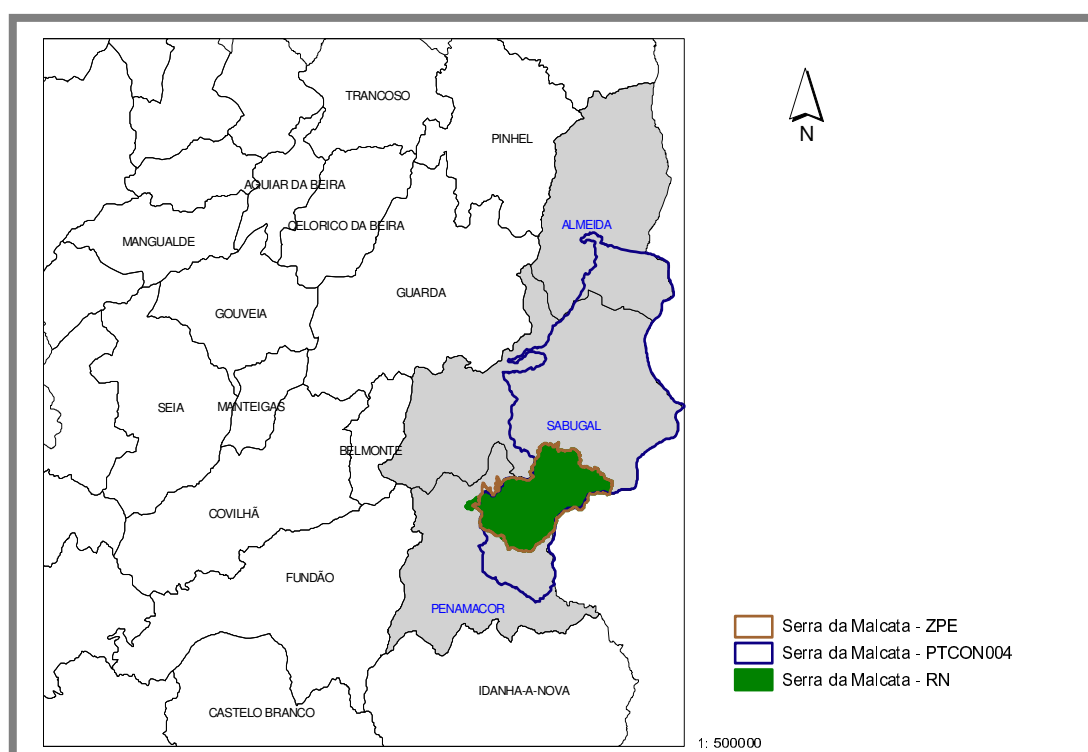 TRANCOSO
PINHEL
N
AGUIAR DA BEIRA
CELORICO DA BEIRA
ALMEIDA
MANGUALDE
GUARDA
GOUVEIA
SEIA
MANTEIGAS
SABUGAL
BELMONTE
COVILHÃ
FUNDÃO
PENAMACOR
Serra da Malcata - ZPE
Serra da Malcata - PTCON004
Serra da Malcata - RN
IDANHA-A-NOVA
CASTELO BRANCO
1: 500000